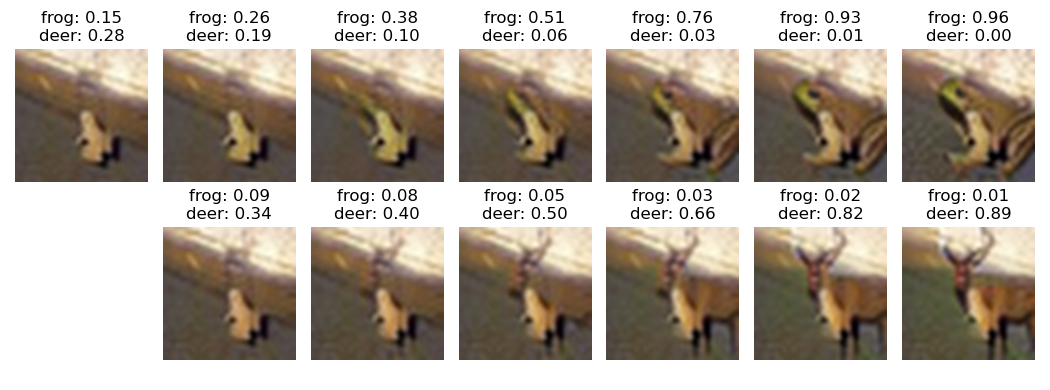 frog: 0.15
deer: 0.28
frog: 0.26
deer: 0.19
frog: 0.38
deer: 0.10
frog: 0.51
deer: 0.06
frog: 0.76
deer: 0.03
frog: 0.93
deer: 0.01
frog: 0.96
deer: 0.00
frog: 0.09
deer: 0.34
frog: 0.08
deer: 0.40
frog: 0.05
deer: 0.50
frog: 0.03
deer: 0.66
frog: 0.02
deer: 0.82
frog: 0.01
deer: 0.89